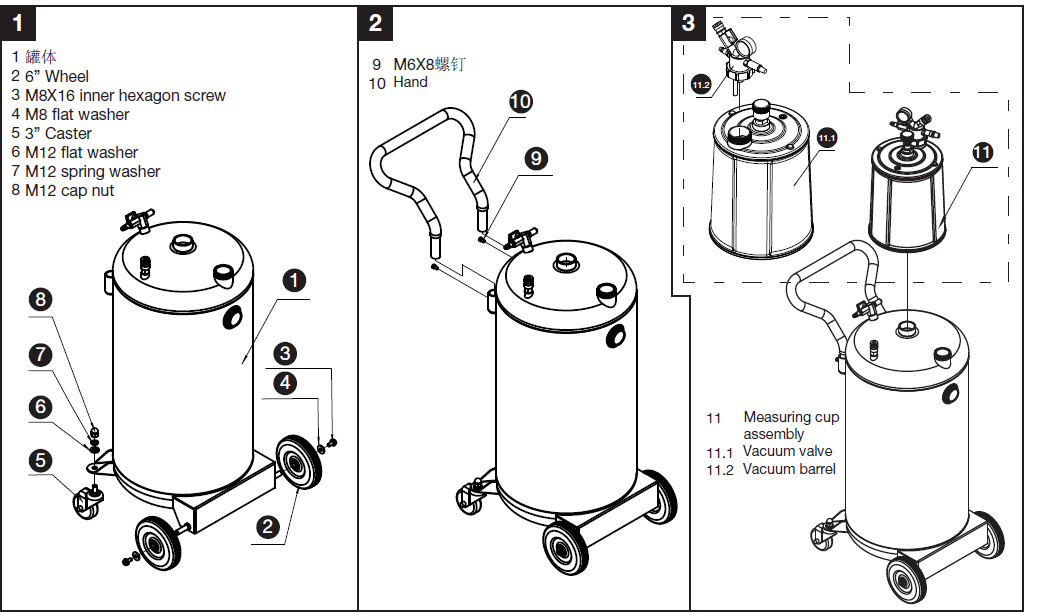 1
1 罐体
2 6” Wheel
3 M8X16 inner hexagon screw
4 M8 flat washer
5 3” Caster
6 M12 flat washer
7 M12 spring washer
8 M12 cap nut
1
8
7
6
5
3
4
2
2
9 M6X8螺钉
10 Hand
10
9
3
11.2
11.1
11
11 Measuring cup
assembly
11.1 Vacuum valve
11.2 Vacuum barrel